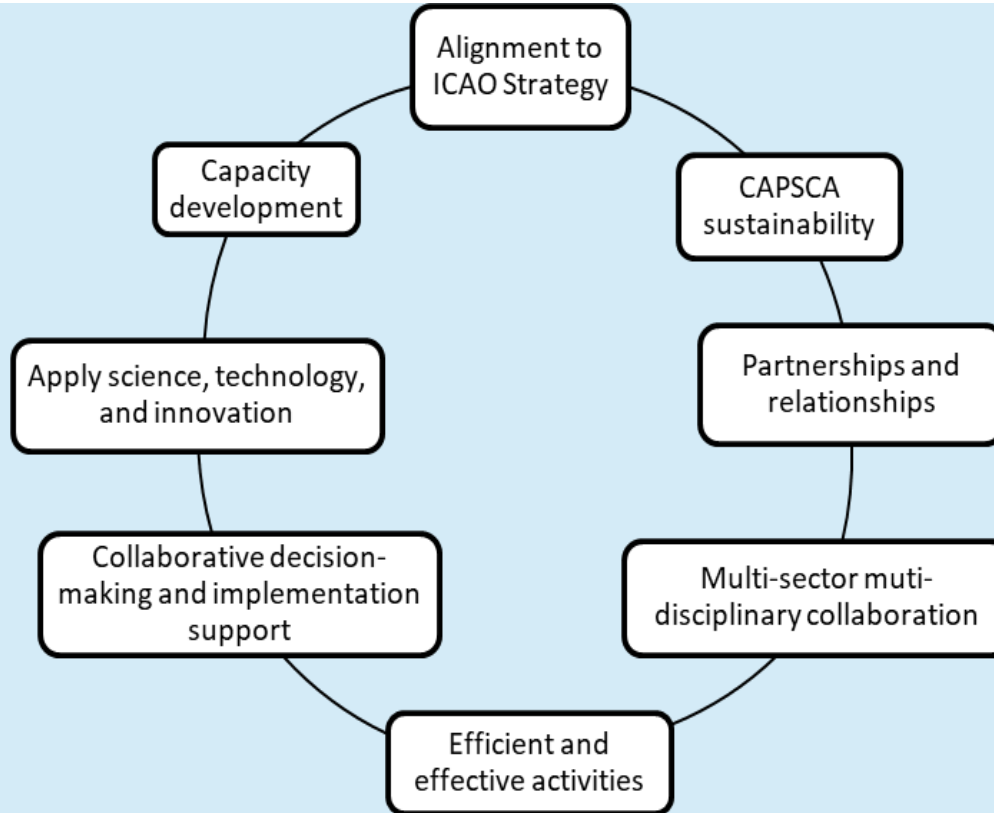 Alignment to
ICAO Strategy
CAPSCA
sustainability
Partnerships and
relationships
Multi-sector muti-
disciplinary collaboration
Efficient and
effective activities
Collaborative decision-
making and implementation
support
Apply science, technology,
and innovation
Capacity
development